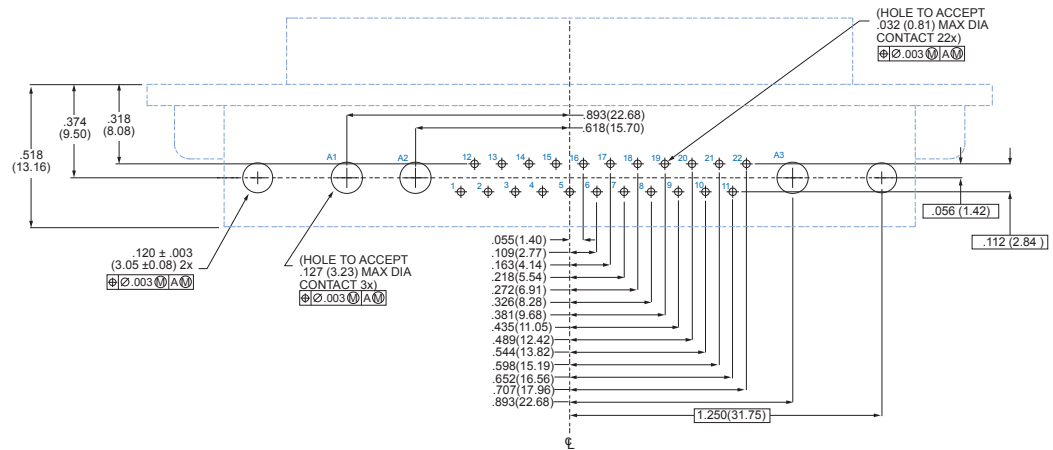 (HOLE TO ACCEPT
.032 (0.81) MAX DIA
CONTACT 22x)
⌖ ∅.003 Ⓜ A Ⓜ
.374
(9.50)
.318
(8.08)
.518
(13.16)
.893(22.68)
.618(15.70)
A1 A2 12 13 14 15 16 17 18 19 20 21 22 A3
1 2 3 4 5 6 7 8 9 10 11
.056 (1.42)
.112 (2.84 )
.120 ± .003
(3.05 ±0.08) 2x
⌖ ∅.003 Ⓜ A Ⓜ
(HOLE TO ACCEPT
.127 (3.23) MAX DIA
CONTACT 3x)
⌖ ∅.003 Ⓜ A Ⓜ
.055(1.40)
.109(2.77)
.163(4.14)
.218(5.54)
.272(6.91)
.326(8.28)
.381(9.68)
.435(11.05)
.489(12.42)
.544(13.82)
.598(15.19)
.652(16.56)
.707(17.96)
.893(22.68)
1.250(31.75)
℄